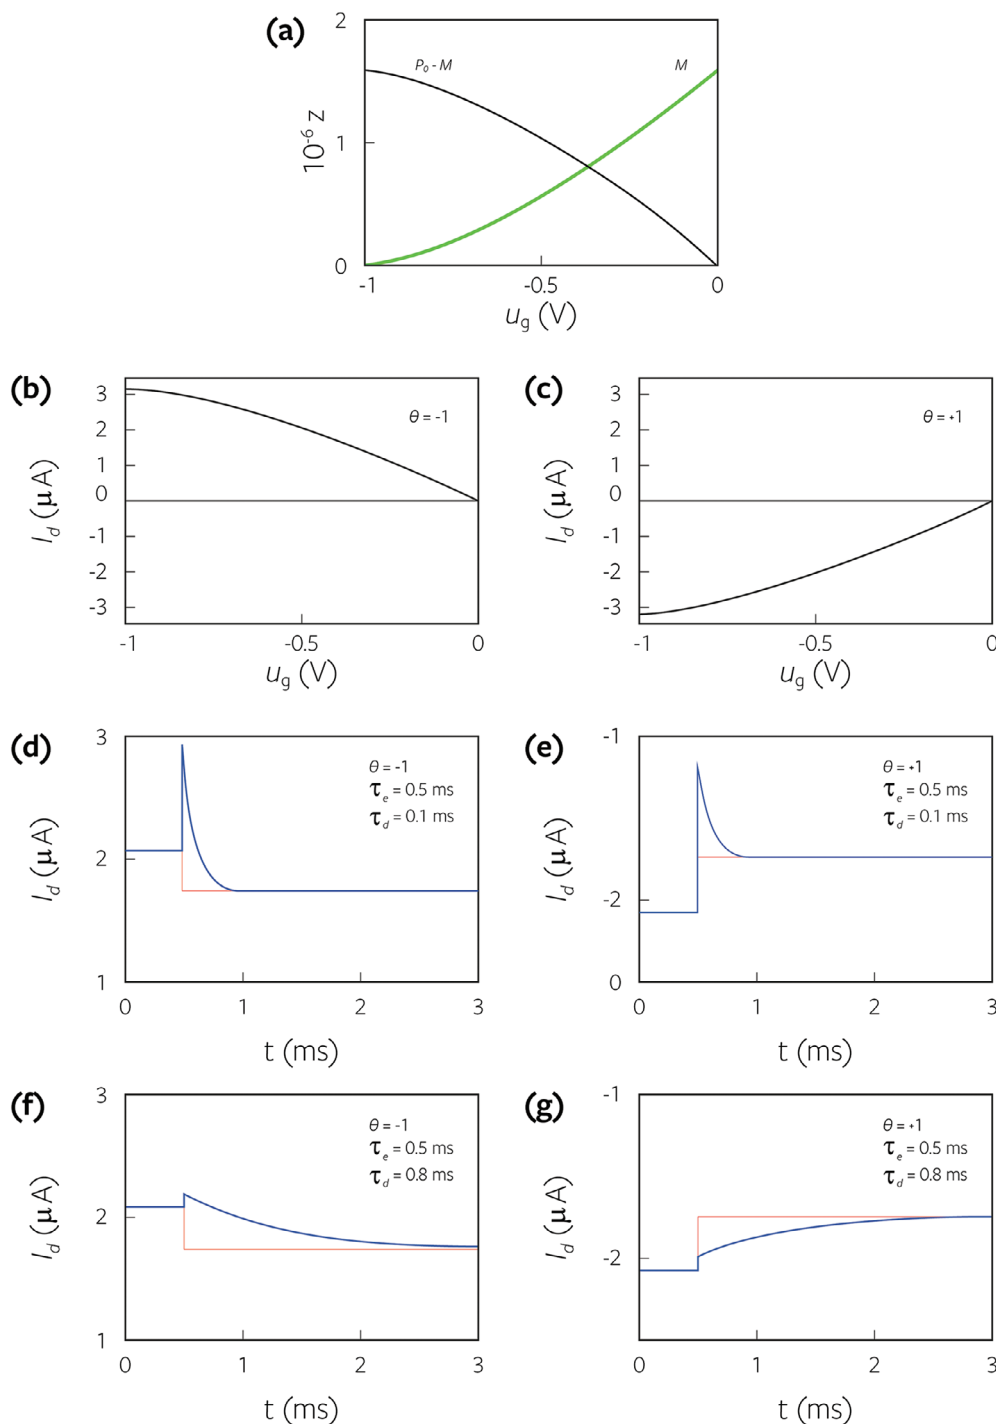 (a)
2
P₀ - M
M
10⁻⁶ z
1
0
-1
-0.5
0
u_g (V)
(b)
3
2
1
0
-1
-2
-3
I_d (μA)
θ = -1
-1
-0.5
0
u_g (V)
(c)
3
2
1
0
-1
-2
-3
I_d (μA)
θ = +1
-1
-0.5
0
u_g (V)
(d)
3
2
1
I_d (μA)
θ = -1
τ_e = 0.5 ms
τ_d = 0.1 ms
0
1
2
3
t (ms)
(e)
-1
-2
0
I_d (μA)
θ = +1
τ_e = 0.5 ms
τ_d = 0.1 ms
0
1
2
3
t (ms)
(f)
3
2
1
I_d (μA)
θ = -1
τ_e = 0.5 ms
τ_d = 0.8 ms
0
1
2
3
t (ms)
(g)
-1
-2
I_d (μA)
θ = +1
τ_e = 0.5 ms
τ_d = 0.8 ms
0
1
2
3
t (ms)